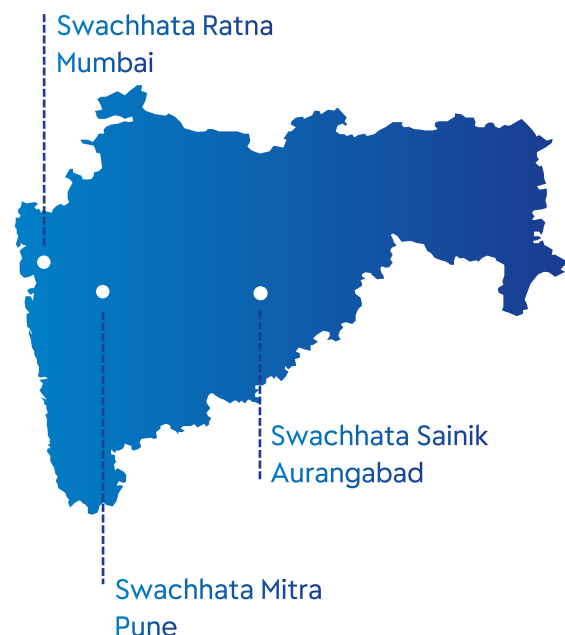 Swachhata Ratna
Mumbai
Swachhata Sainik
Aurangabad
Swachhata Mitra
Pune